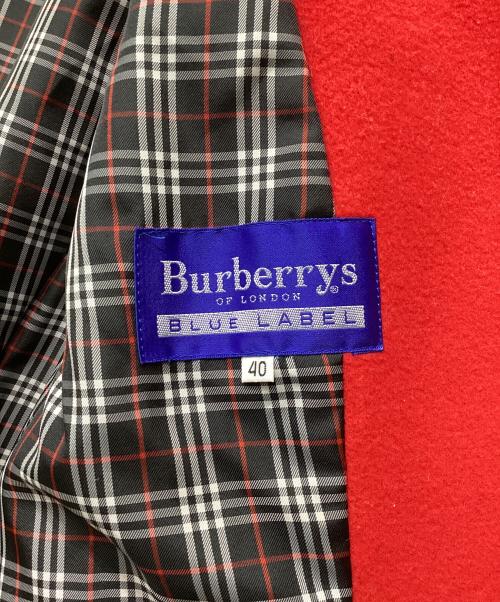 Burberrys
OF LONDON
BLUE LABEL
40